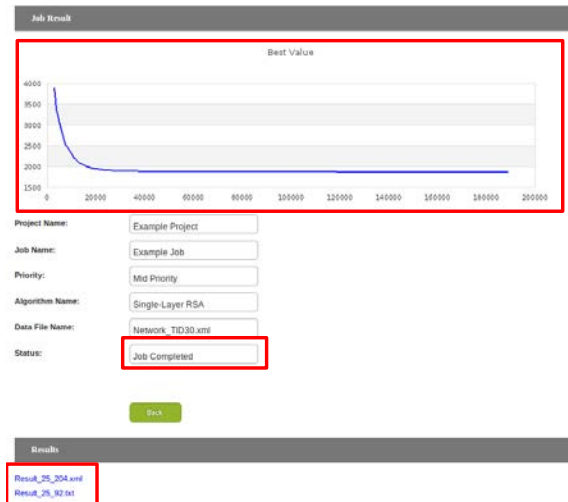 Job Result
Best Value
4000
3500
3000
2500
2000
1500
0 20000 40000 60000 80000 100000 120000 140000 160000 180000 200000
Project Name: Example Project
Job Name: Example Job
Priority: Mid Priority
Algorithm Name: Single-Layer RSA
Data File Name: Network_TID30.xml
Status: Job Completed
Back
Results
Result_25_204.xml
Result_25_92.txt